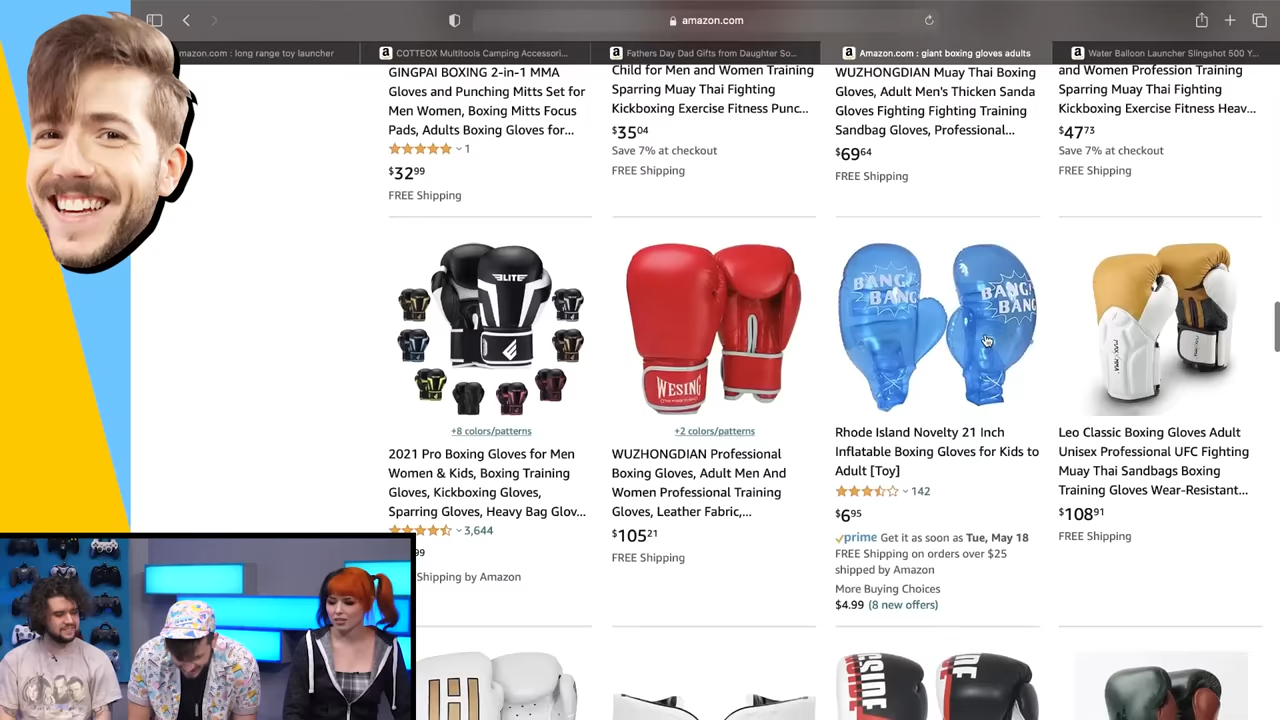 amazon.com
mazon.com : long range toy launcher
COTTEOX Multitools Camping Accessori...
Fathers Day Dad Gifts from Daughter So...
Amazon.com : giant boxing gloves adults
Water Balloon Launcher Slingshot 500 Y...
GINGPAI BOXING 2-in-1 MMA
Gloves and Punching Mitts Set for
Men Women, Boxing Mitts Focus
Pads, Adults Boxing Gloves for...
1
$32.99
FREE Shipping
Child for Men and Women Training
Sparring Muay Thai Fighting
Kickboxing Exercise Fitness Punc...
$35.04
Save 7% at checkout
FREE Shipping
WUZHONGDIAN Muay Thai Boxing
Gloves, Adult Men's Thicken Sanda
Gloves Fighting Fighting Training
Sandbag Gloves, Professional...
$69.64
FREE Shipping
and Women Profession Training
Sparring Muay Thai Fighting
Kickboxing Exercise Fitness Heav...
$47.73
Save 7% at checkout
FREE Shipping
ELITE
+8 colors/patterns
2021 Pro Boxing Gloves for Men
Women & Kids, Boxing Training
Gloves, Kickboxing Gloves,
Sparring Gloves, Heavy Bag Glov...
3,644
99
Shipping by Amazon
WESING
+2 colors/patterns
WUZHONGDIAN Professional
Boxing Gloves, Adult Men And
Women Professional Training
Gloves, Leather Fabric,...
$105.21
FREE Shipping
BANG!
BANG
BANG!
BANG
Rhode Island Novelty 21 Inch
Inflatable Boxing Gloves for Kids to
Adult [Toy]
142
$6.95
prime Get it as soon as Tue, May 18
FREE Shipping on orders over $25
shipped by Amazon
More Buying Choices
$4.99 (8 new offers)
Leo Classic Boxing Gloves Adult
Unisex Professional UFC Fighting
Muay Thai Sandbags Boxing
Training Gloves Wear-Resistant...
$108.91
FREE Shipping